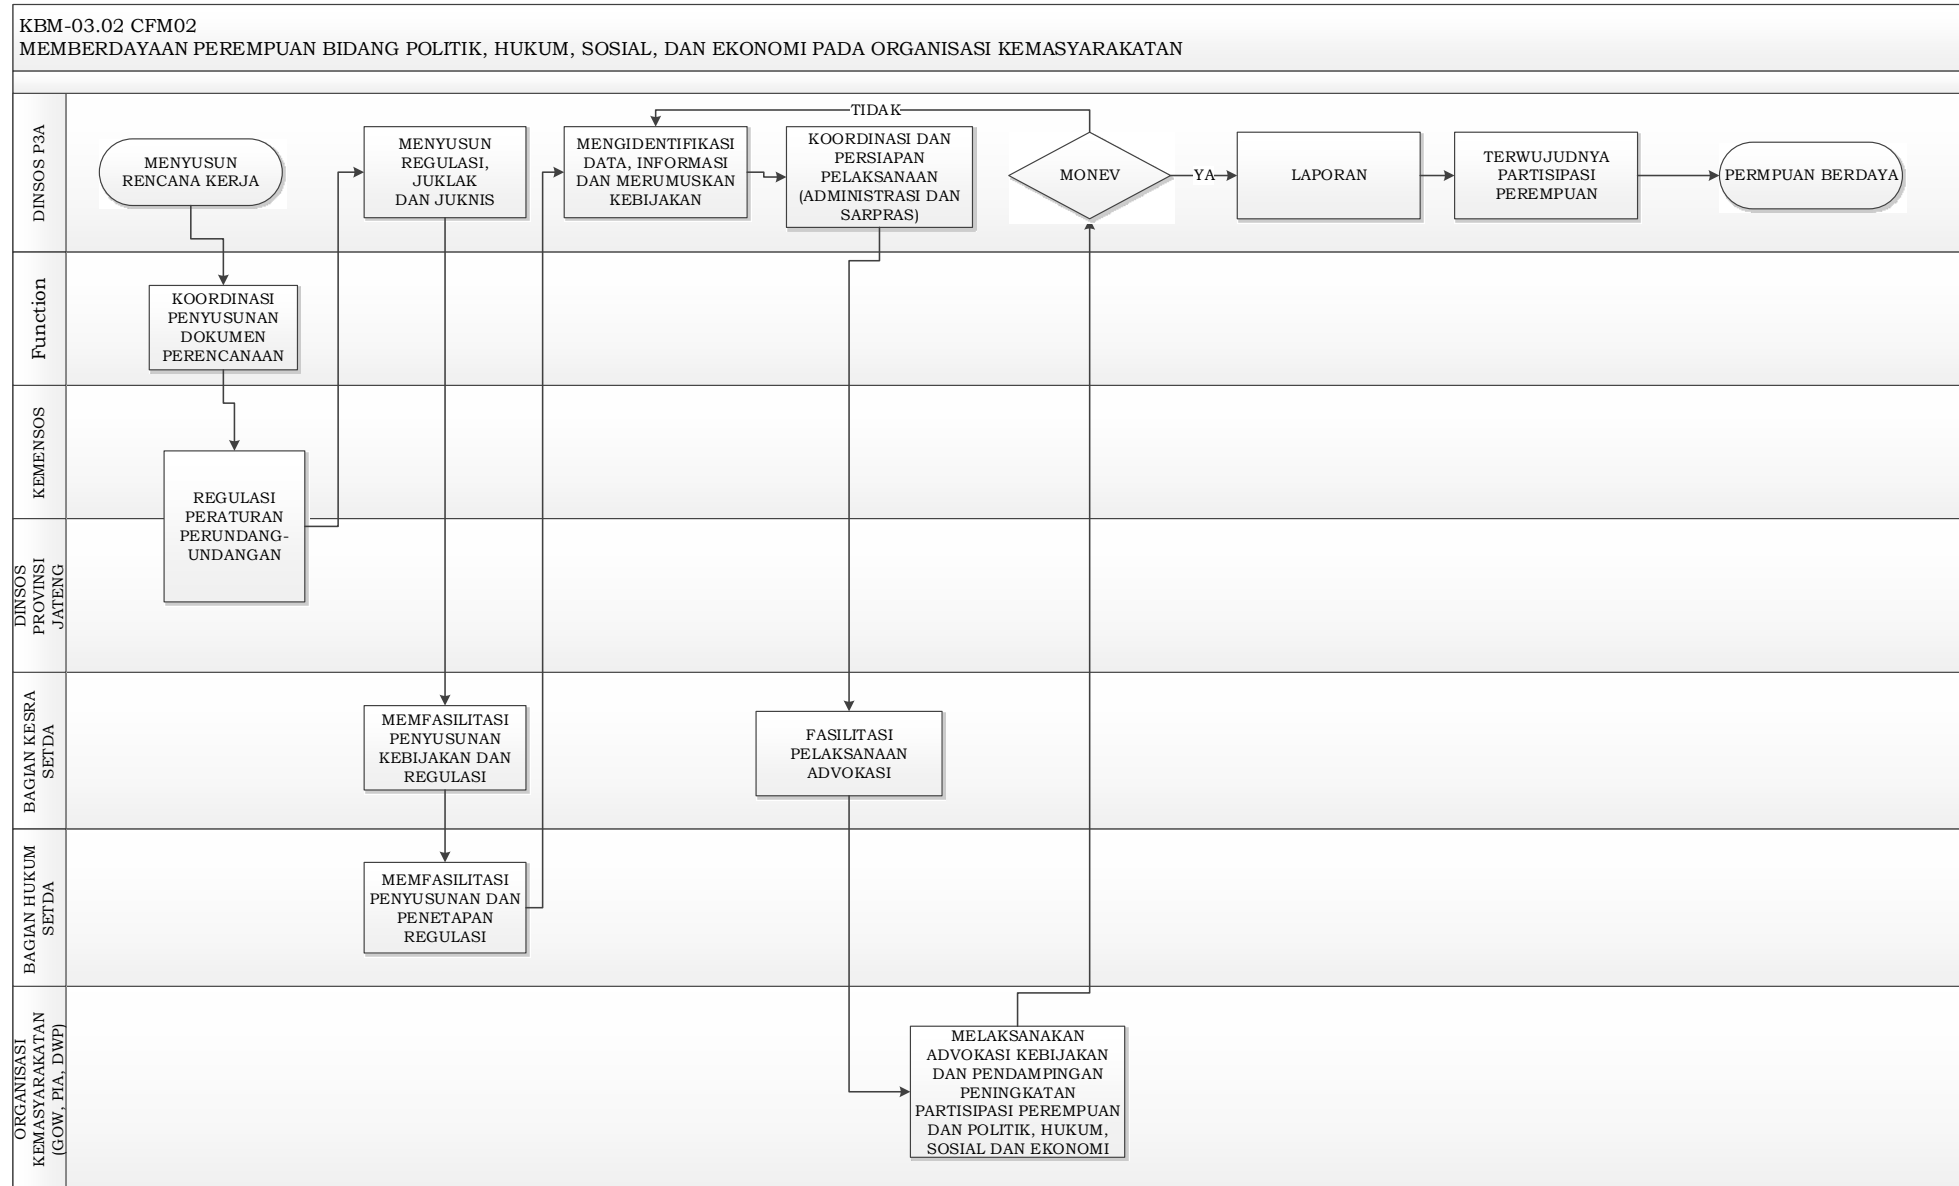 KBM-03.02 CFM02
MEMBERDAYAAN PEREMPUAN BIDANG POLITIK, HUKUM, SOSIAL, DAN EKONOMI PADA ORGANISASI KEMASYARAKATAN
DINSOS P3A
MENYUSUN
RENCANA KERJA
MENYUSUN
REGULASI,
JUKLAK
DAN JUKNIS
MENGIDENTIFIKASI
DATA, INFORMASI
DAN MERUMUSKAN
KEBIJAKAN
TIDAK
KOORDINASI DAN
PERSIAPAN
PELAKSANAAN
(ADMINISTRASI DAN
SARPRAS)
MONEV
YA
LAPORAN
TERWUJUDNYA
PARTISIPASI
PEREMPUAN
PERMPUAN BERDAYA
Function
KOORDINASI
PENYUSUNAN
DOKUMEN
PERENCANAAN
KEMENSOS
REGULASI
PERATURAN
PERUNDANG-
UNDANGAN
DINSOS
PROVINSI
JATENG
BAGIAN KESRA
SETDA
MEMFASILITASI
PENYUSUNAN
KEBIJAKAN DAN
REGULASI
FASILITASI
PELAKSANAAN
ADVOKASI
BAGIAN HUKUM
SETDA
MEMFASILITASI
PENYUSUNAN DAN
PENETAPAN
REGULASI
ORGANISASI
KEMASYARAKATAN
(GOW, PIA, DWP)
MELAKSANAKAN
ADVOKASI KEBIJAKAN
DAN PENDAMPINGAN
PENINGKATAN
PARTISIPASI PEREMPUAN
DAN POLITIK, HUKUM,
SOSIAL DAN EKONOMI